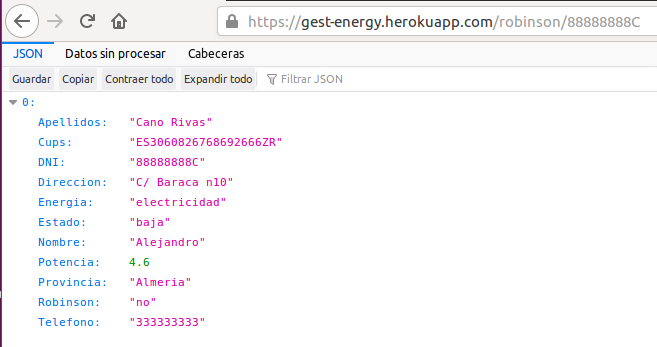 https://gest-energy.herokuapp.com/robinson/88888888C
JSON Datos sin procesar Cabeceras
Guardar Copiar Contraer todo Expandir todo Filtrar JSON
0:
Apellidos: "Cano Rivas"
Cups: "ES3060826768692666ZR"
DNI: "88888888C"
Direccion: "C/ Baraca n10"
Energia: "electricidad"
Estado: "baja"
Nombre: "Alejandro"
Potencia: 4.6
Provincia: "Almeria"
Robinson: "no"
Telefono: "333333333"